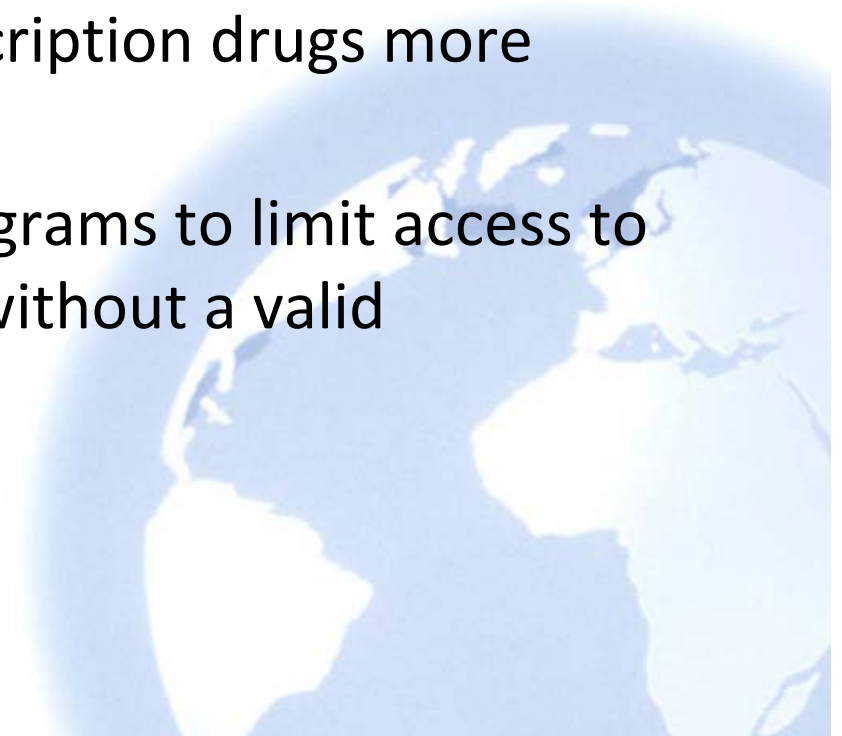 cription drugs more
grams to limit access to
without a valid